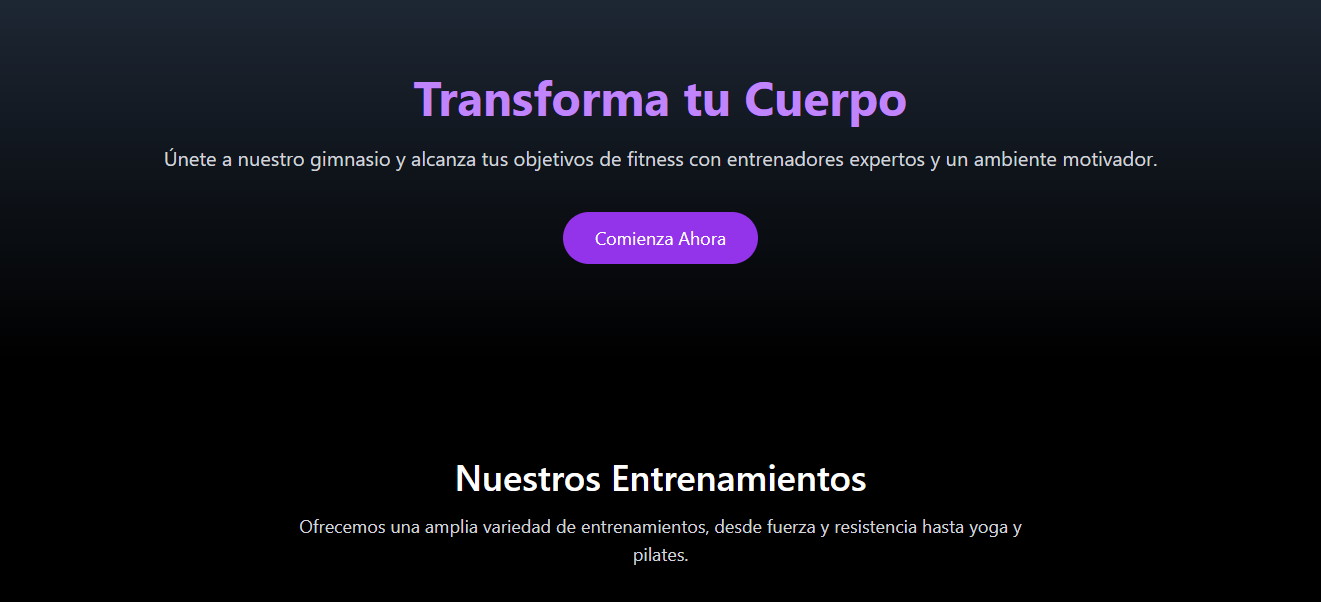 Transforma tu Cuerpo
Únete a nuestro gimnasio y alcanza tus objetivos de fitness con entrenadores expertos y un ambiente motivador.
Comienza Ahora
Nuestros Entrenamientos
Ofrecemos una amplia variedad de entrenamientos, desde fuerza y resistencia hasta yoga y
pilates.